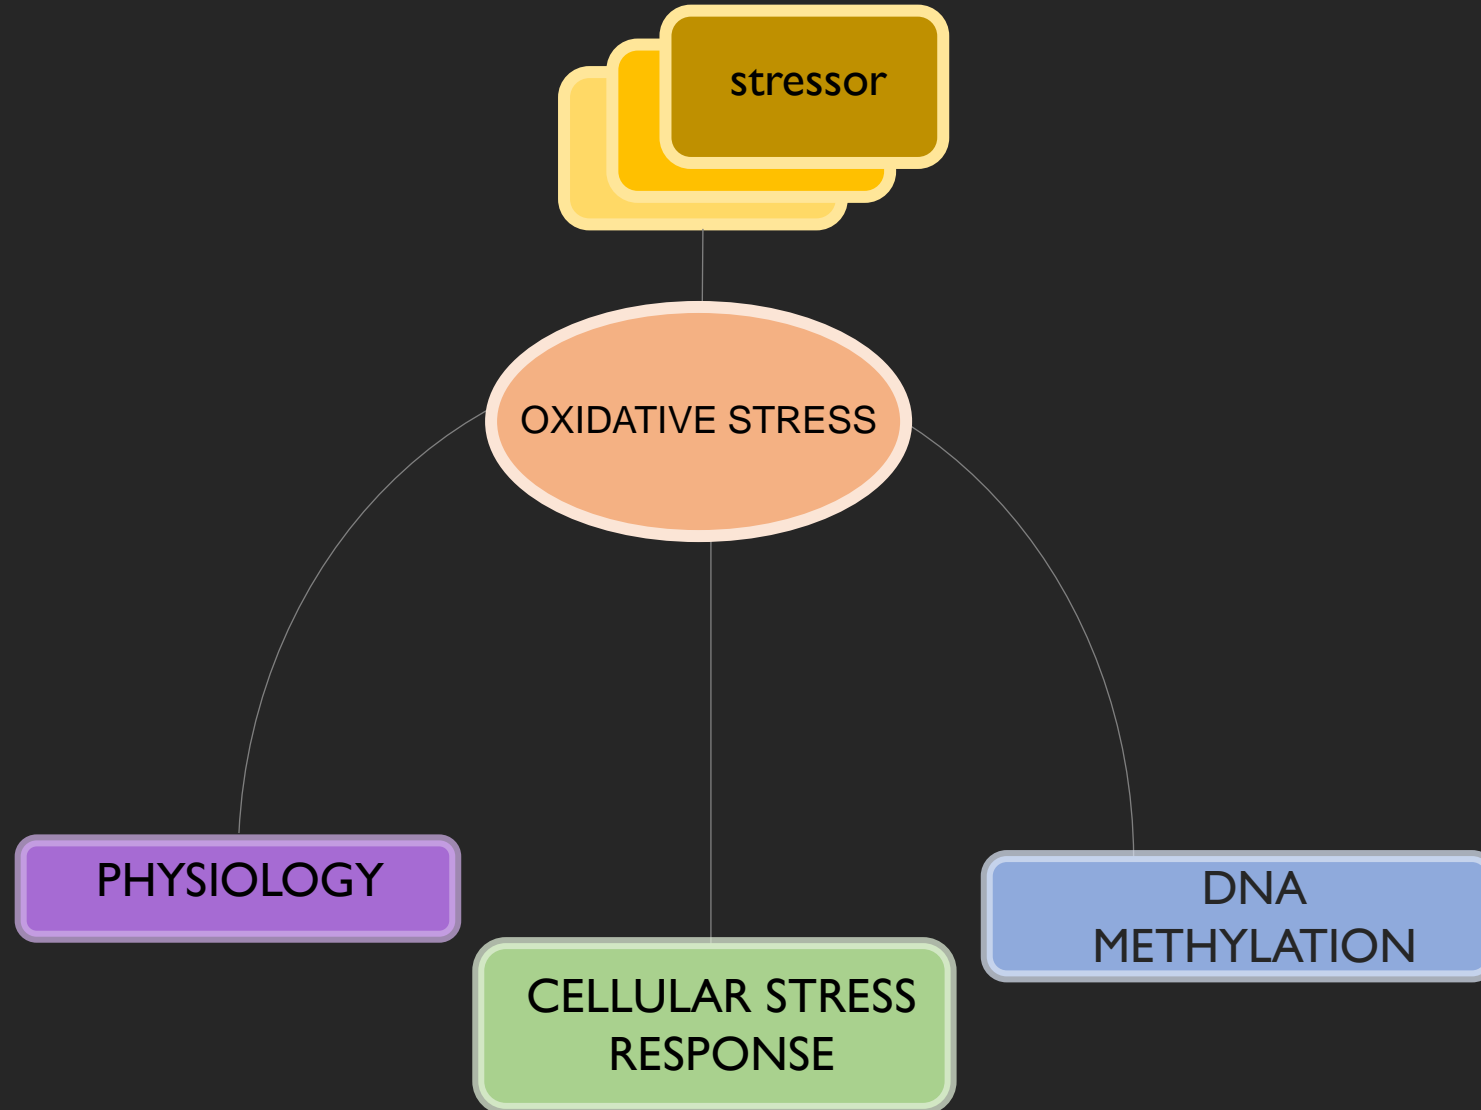 stressor
OXIDATIVE STRESS
PHYSIOLOGY
DNA
METHYLATION
CELLULAR STRESS
RESPONSE